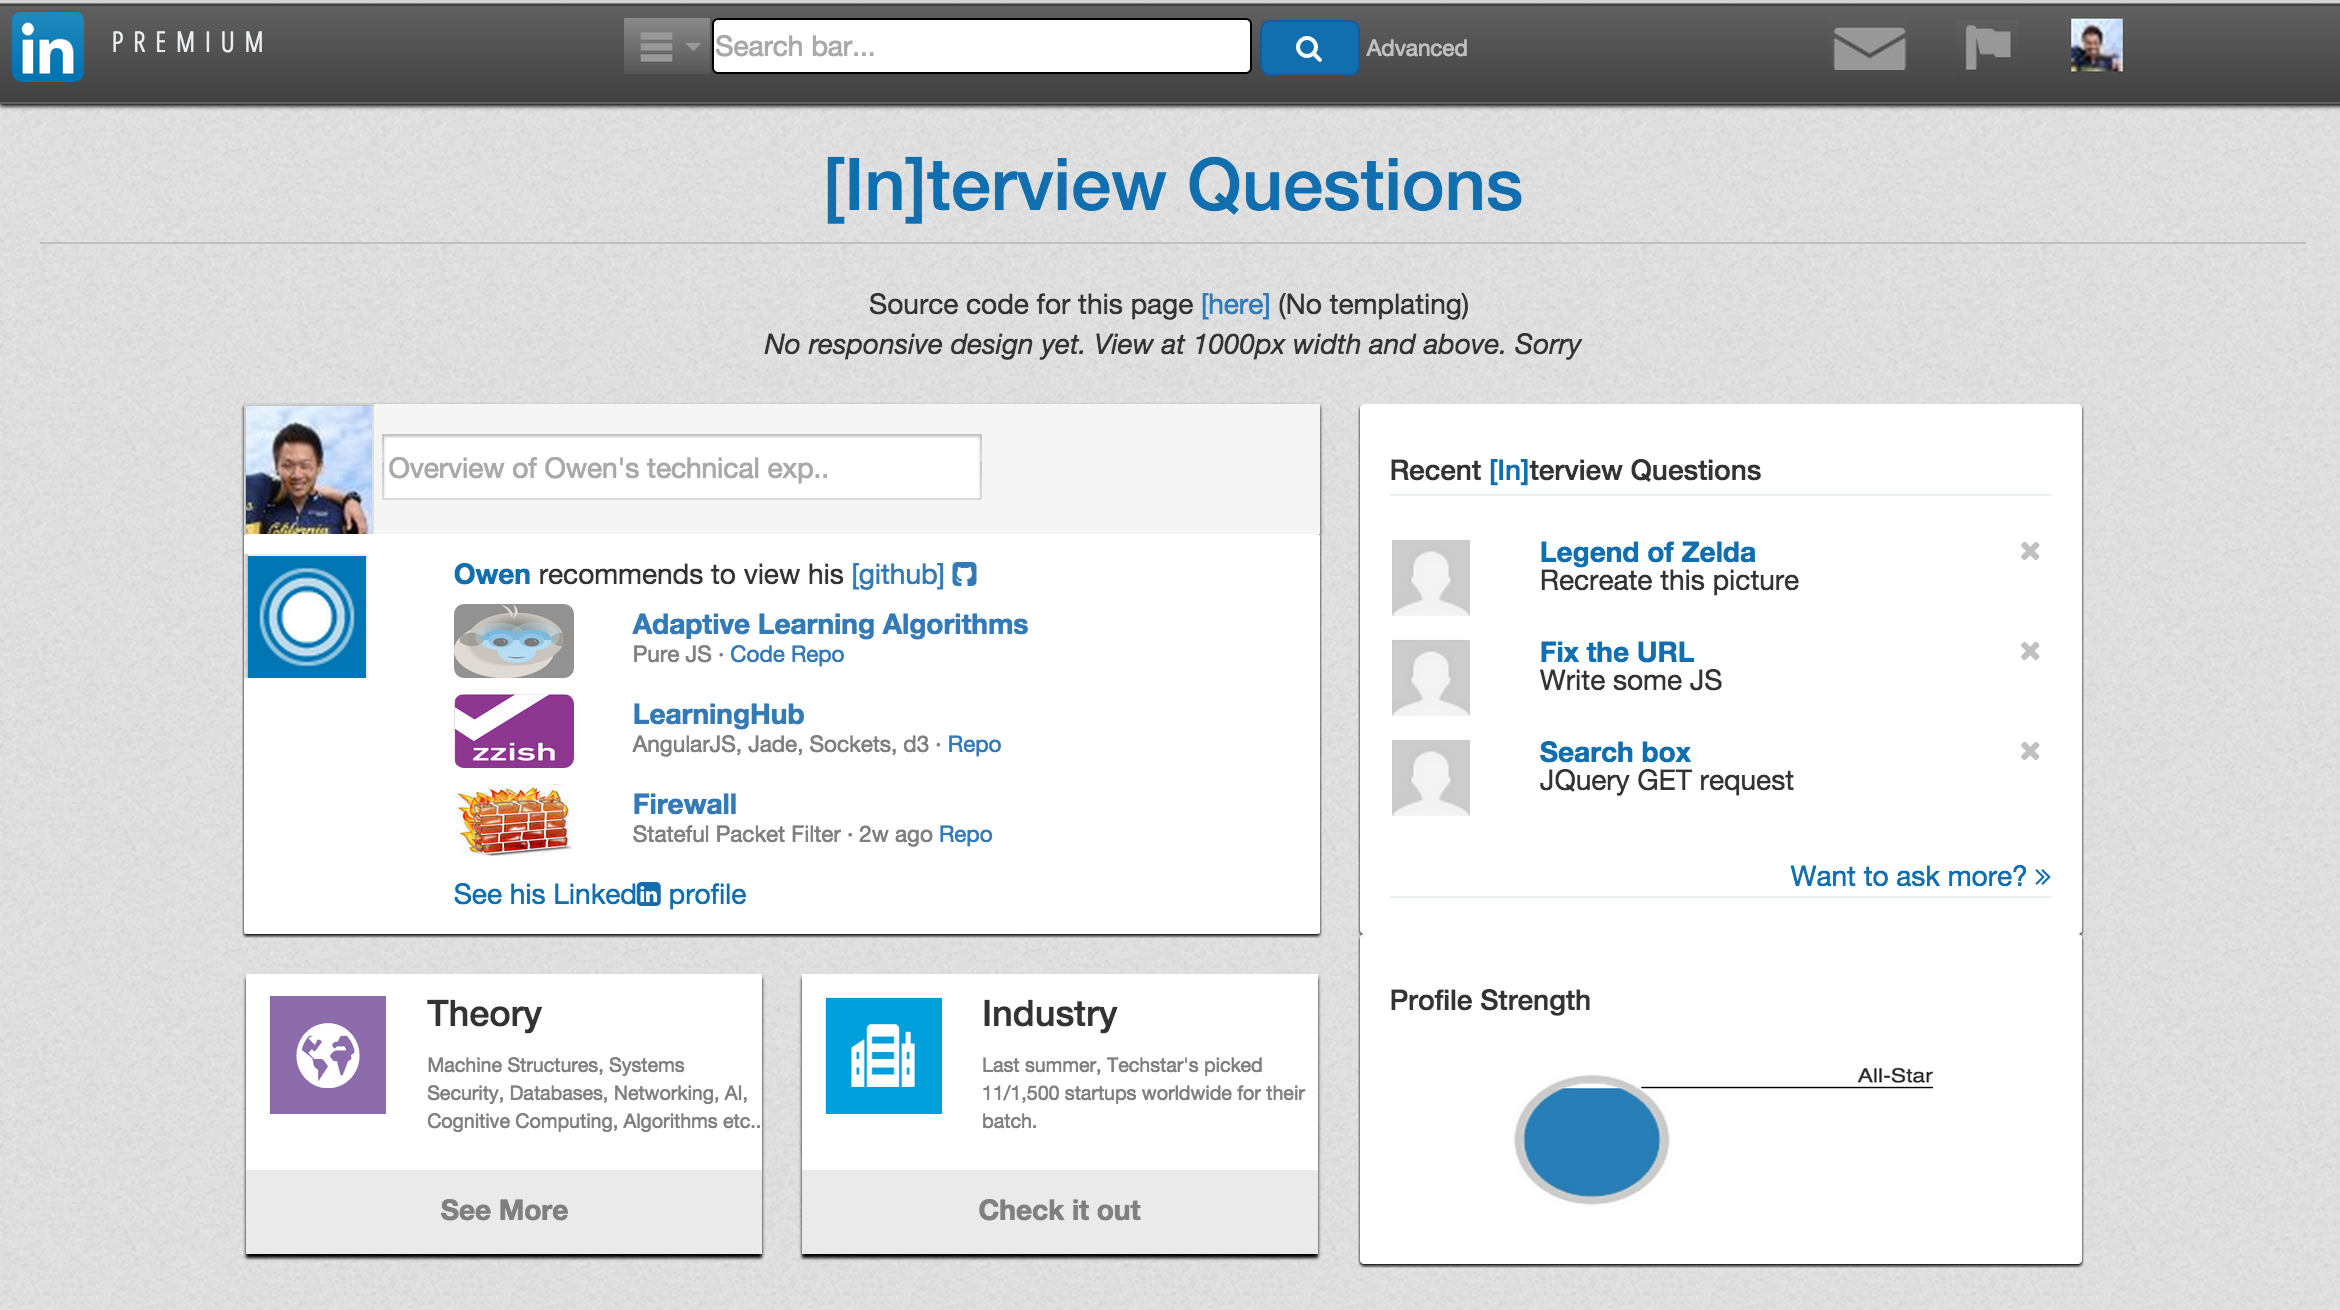 in PREMIUM
Search bar...
Advanced
[In]terview Questions
Source code for this page [here] (No templating)
No responsive design yet. View at 1000px width and above. Sorry
Overview of Owen's technical exp..
California
Owen recommends to view his [github]
Adaptive Learning Algorithms
Pure JS · Code Repo
zzish
LearningHub
AngularJS, Jade, Sockets, d3 · Repo
Firewall
Stateful Packet Filter · 2w ago Repo
See his Linkedin profile
Recent [In]terview Questions
Legend of Zelda
Recreate this picture
Fix the URL
Write some JS
Search box
JQuery GET request
Want to ask more? »
Theory
Machine Structures, Systems
Security, Databases, Networking, AI,
Cognitive Computing, Algorithms etc..
See More
Industry
Last summer, Techstar's picked
11/1,500 startups worldwide for their
batch.
Check it out
Profile Strength
All-Star